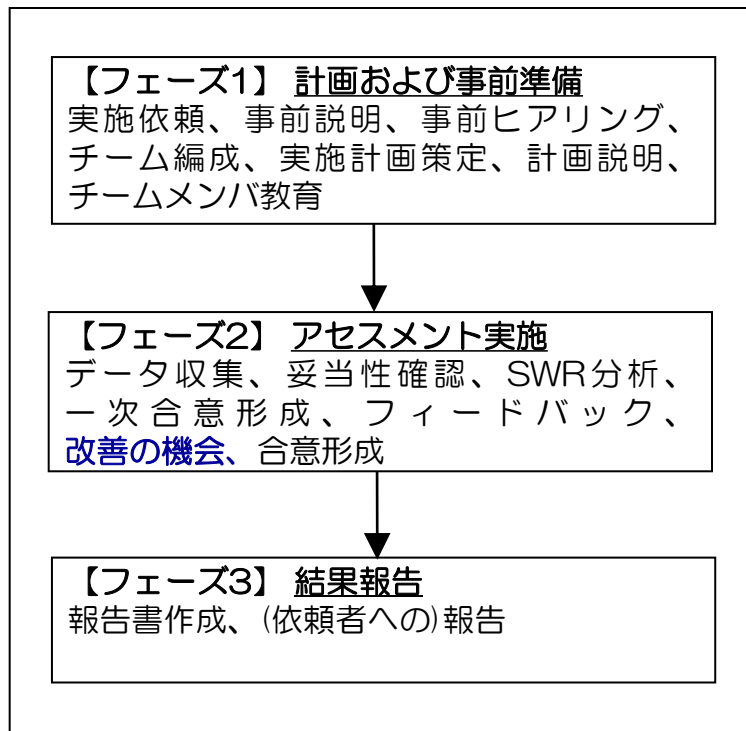 【フェーズ1】 計画および事前準備
実施依頼、事前説明、事前ヒアリング、
チーム編成、実施計画策定、計画説明、
チームメンバ教育
【フェーズ2】 アセスメント実施
データ収集、妥当性確認、SWR分析、
一次合意形成、フィードバック、
改善の機会、合意形成
【フェーズ3】 結果報告
報告書作成、(依頼者への)報告